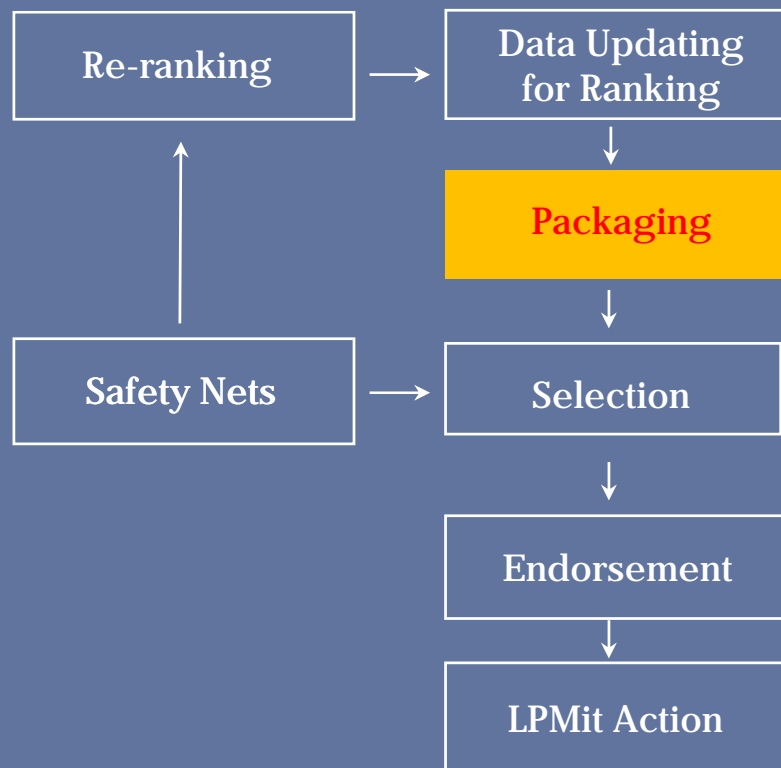 Re-ranking
Data Updating
for Ranking
Packaging
Safety Nets
Selection
Endorsement
LPMit Action